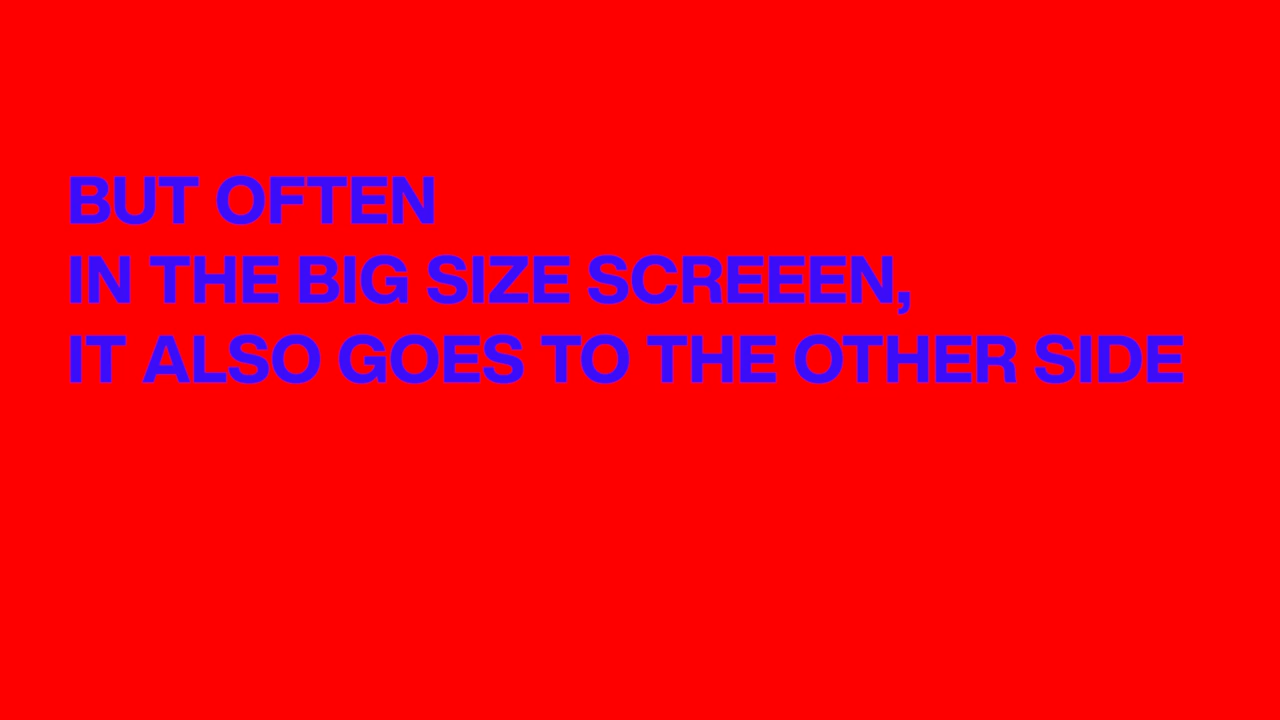 BUT OFTEN
IN THE BIG SIZE SCREEEN,
IT ALSO GOES TO THE OTHER SIDE